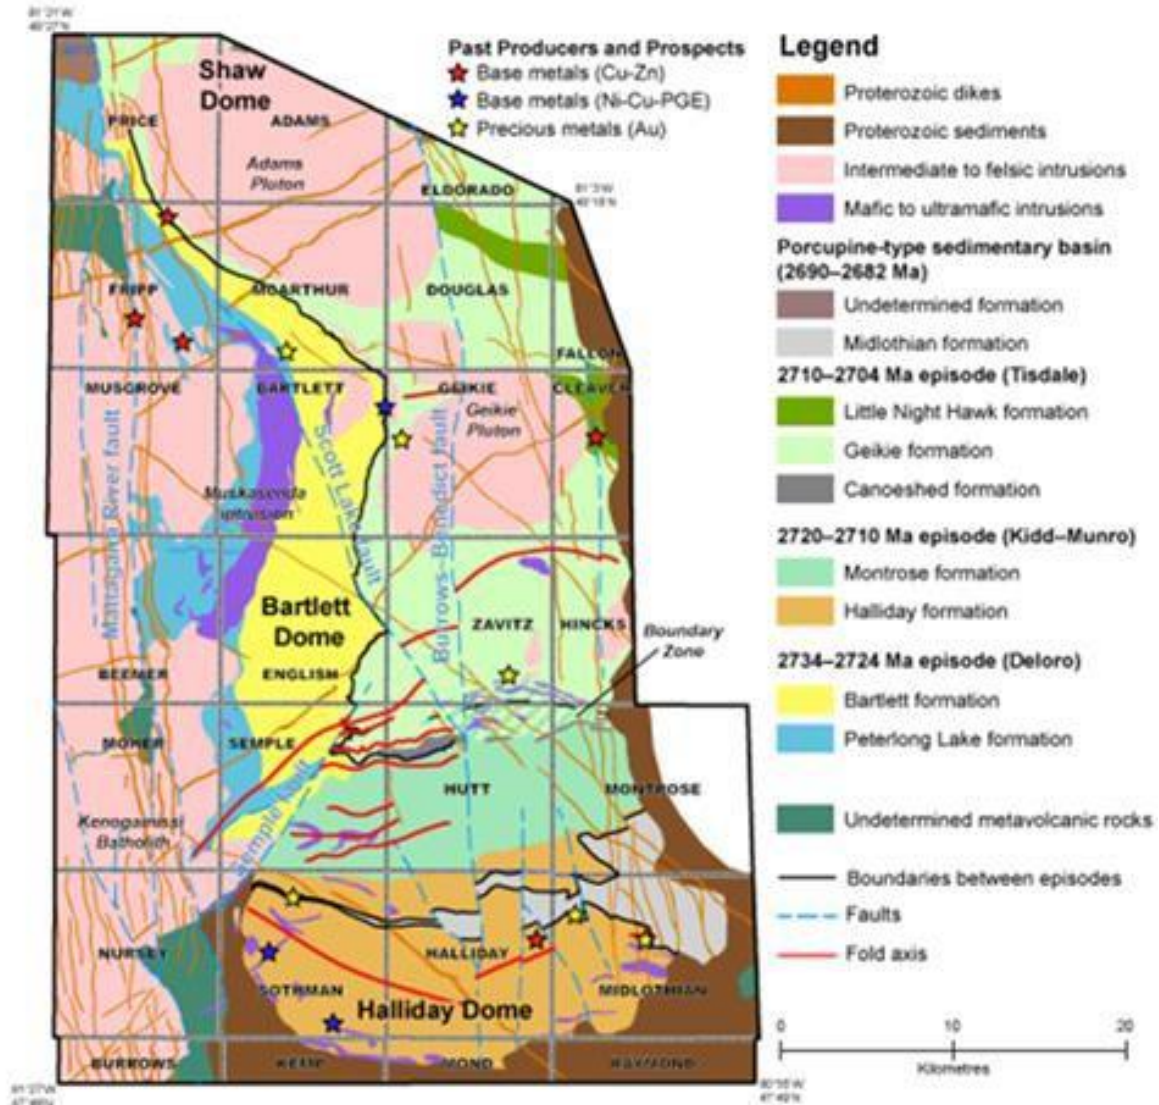 81°31'W
Past Producers and Prospects
Base metals (Cu-Zn)
Base metals (Ni-Cu-PGE)
Precious metals (Au)
Shaw
Dome
PRICE
ADAMS
Adams
Pluton
ELDORADO
FRIPP
MCARTHUR
DOUGLAS
FALLON
MUSGROVE
BARTLETT
GEIKIE
CLEAVER
Geikie
Pluton
Mattagami River fault
Scott Lake fault
Burrows-Benedict fault
Muskasenda
intrusion
Bartlett
Dome
ZAVITZ
HINCKS
Boundary
Zone
BEEMER
ENGLISH
MOHER
SEMPLE
HUTT
MONTROSE
Kenogamissi
Batholith
Semple fault
NURSEY
HALLIDAY
SOTHMAN
MIDLOTHIAN
Halliday Dome
BURROWS
KEMP
MOND
RAYMOND
Legend
Proterozoic dikes
Proterozoic sediments
Intermediate to felsic intrusions
Mafic to ultramafic intrusions
Porcupine-type sedimentary basin
(2690–2682 Ma)
Undetermined formation
Midlothian formation
2710–2704 Ma episode (Tisdale)
Little Night Hawk formation
Geikie formation
Canoeshed formation
2720–2710 Ma episode (Kidd–Munro)
Montrose formation
Halliday formation
2734–2724 Ma episode (Deloro)
Bartlett formation
Peterlong Lake formation
Undetermined metavolcanic rocks
Boundaries between episodes
Faults
Fold axis
0 10 20
Kilometres